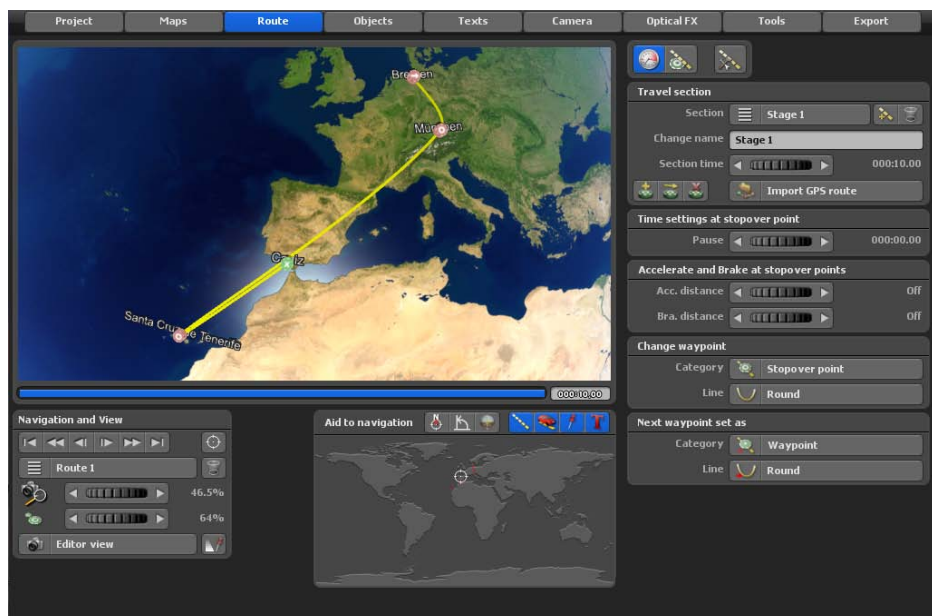 Project Maps Route Objects Texts Camera Optical FX Tools Export
Bremen
München
Cadiz
Santa Cruz de Tenerife
000:10.00
Travel section
Section Stage 1
Change name Stage 1
Section time 000:10.00
Import GPS route
Time settings at stopover point
Pause 000:00.00
Accelerate and Brake at stopover points
Acc. distance Off
Bra. distance Off
Change waypoint
Category Stopover point
Line Round
Next waypoint set as
Category Waypoint
Line Round
Navigation and View
Route 1
46.5%
64%
Editor view
Aid to navigation